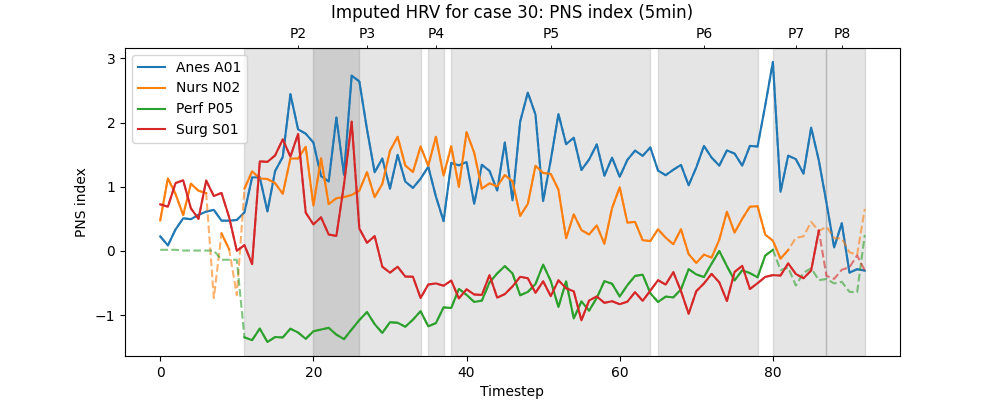 Imputed HRV for case 30: PNS index (5min)
P2 P3 P4 P5 P6 P7 P8
Anes A01
Nurs N02
Perf P05
Surg S01
3
2
1
0
−1
PNS index
0 20 40 60 80
Timestep